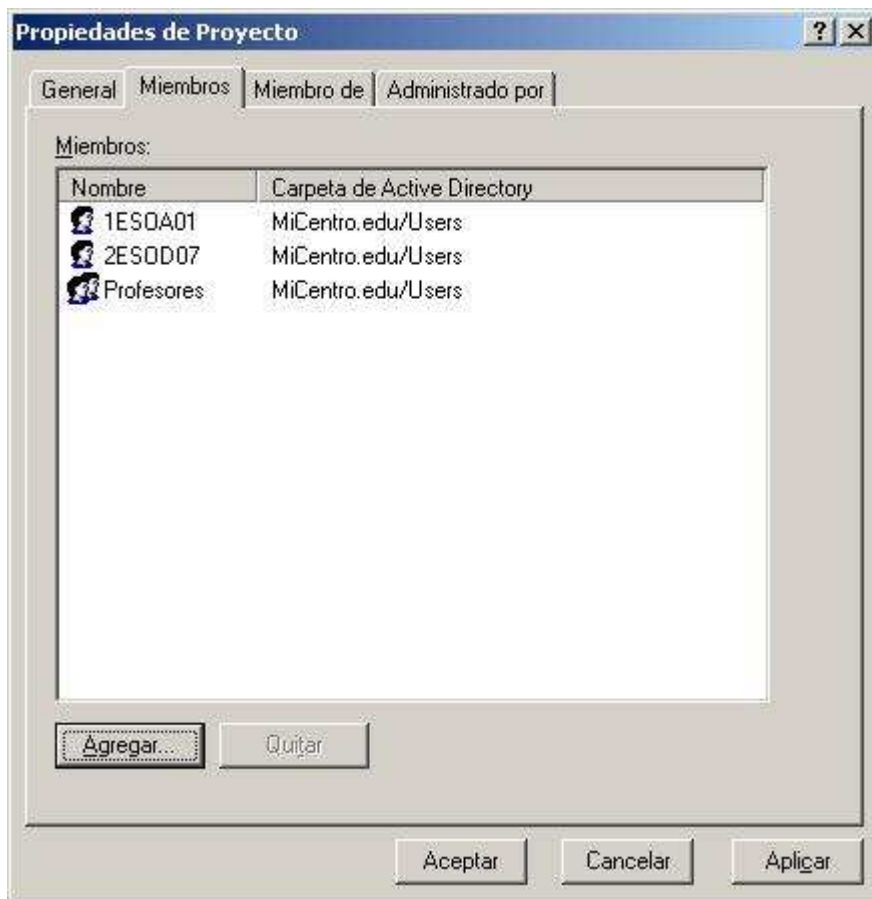 Propiedades de Proyecto
General Miembros Miembro de Administrado por
Miembros:
Nombre Carpeta de Active Directory
1ESOA01 MiCentro.edu/Users
2ESOD07 MiCentro.edu/Users
Profesores MiCentro.edu/Users
Agregar... Quitar
Aceptar Cancelar Aplicar